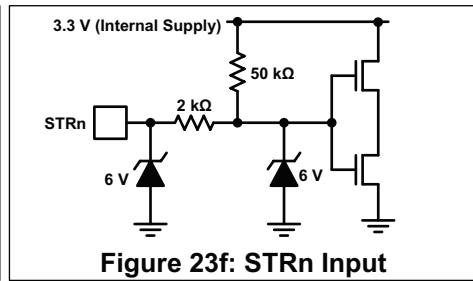 3.3 V (Internal Supply)
50 kΩ
2 kΩ
STRn
6 V
6 V
Figure 23f: STRn Input